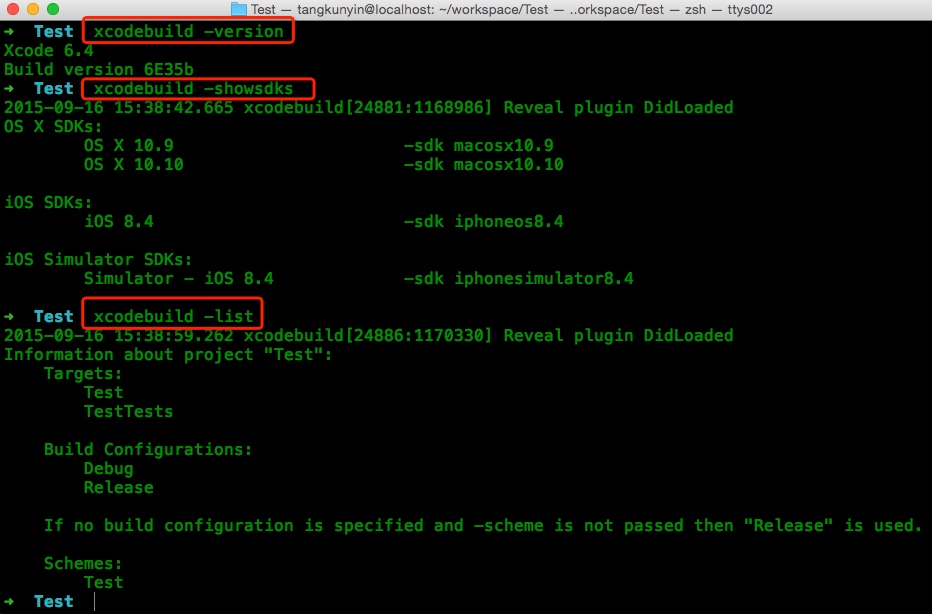 Test — tangkunyin@localhost: ~/workspace/Test — ..orkspace/Test — zsh — ttys002
➜  Test  xcodebuild -version
Xcode 6.4
Build version 6E35b
➜  Test  xcodebuild -showsdks
2015-09-16 15:38:42.665 xcodebuild[24881:1168986] Reveal plugin DidLoaded
OS X SDKs:
        OS X 10.9                       -sdk macosx10.9
        OS X 10.10                      -sdk macosx10.10

iOS SDKs:
        iOS 8.4                         -sdk iphoneos8.4

iOS Simulator SDKs:
        Simulator - iOS 8.4             -sdk iphonesimulator8.4

➜  Test  xcodebuild -list
2015-09-16 15:38:59.262 xcodebuild[24886:1170330] Reveal plugin DidLoaded
Information about project "Test":
    Targets:
        Test
        TestTests

    Build Configurations:
        Debug
        Release

    If no build configuration is specified and -scheme is not passed then "Release" is used.

    Schemes:
        Test
➜  Test